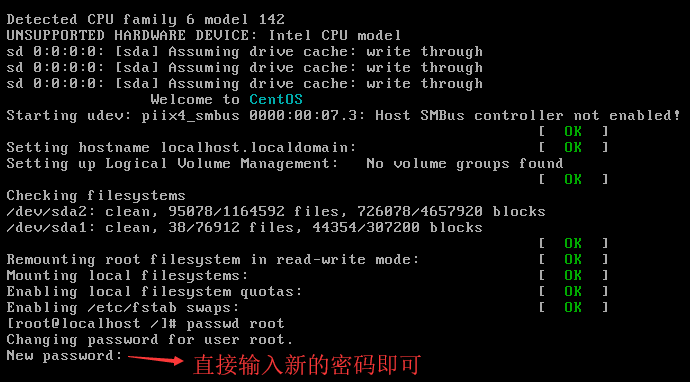 Detected CPU family 6 model 142
UNSUPPORTED HARDWARE DEVICE: Intel CPU model
sd 0:0:0:0: [sda] Assuming drive cache: write through
sd 0:0:0:0: [sda] Assuming drive cache: write through
sd 0:0:0:0: [sda] Assuming drive cache: write through
Welcome to CentOS
Starting udev: piix4_smbus 0000:00:07.3: Host SMBus controller not enabled!
[  OK  ]
Setting hostname localhost.localdomain: [  OK  ]
Setting up Logical Volume Management:   No volume groups found
[  OK  ]
Checking filesystems
/dev/sda2: clean, 95078/1164592 files, 726078/4657920 blocks
/dev/sda1: clean, 38/76912 files, 44354/307200 blocks
[  OK  ]
Remounting root filesystem in read-write mode: [  OK  ]
Mounting local filesystems: [  OK  ]
Enabling local filesystem quotas: [  OK  ]
Enabling /etc/fstab swaps: [  OK  ]
[root@localhost /]# passwd root
Changing password for user root.
New password: 直接输入新的密码即可